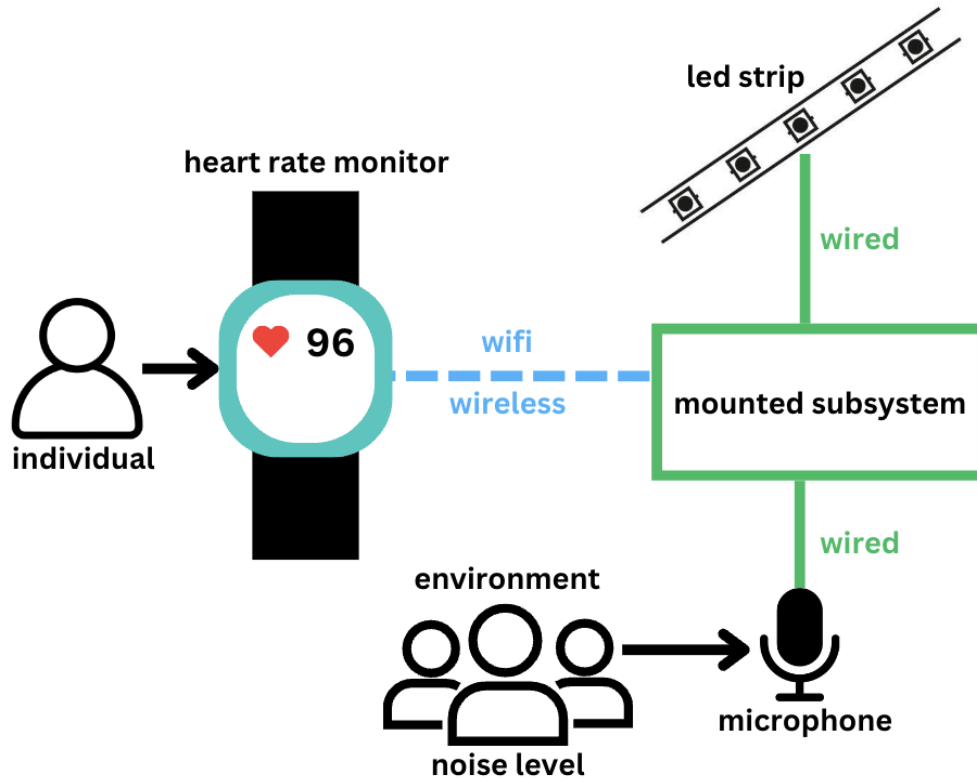 led strip
heart rate monitor
wired
96
wifi
wireless
mounted subsystem
individual
wired
environment
microphone
noise level